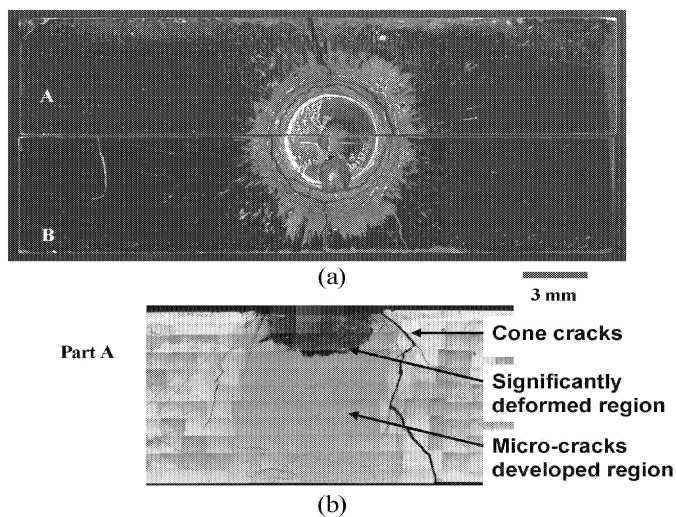 A
B
(a)
3 mm
Part A
Cone cracks
Significantly
deformed region
Micro-cracks
developed region
(b)